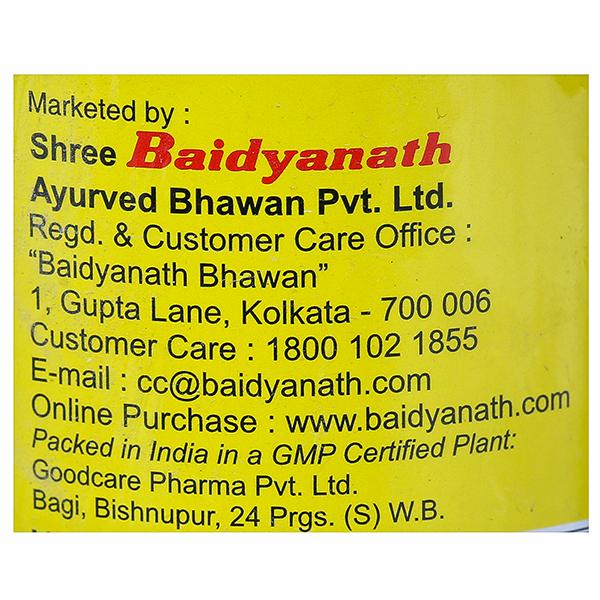 Marketed by :
Shree Baidyanath
Ayurved Bhawan Pvt. Ltd.
Regd. & Customer Care Office :
“Baidyanath Bhawan”
1, Gupta Lane, Kolkata - 700 006
Customer Care : 1800 102 1855
E-mail : cc@baidyanath.com
Online Purchase : www.baidyanath.com
Packed in India in a GMP Certified Plant:
Goodcare Pharma Pvt. Ltd.
Bagi, Bishnupur, 24 Prgs. (S) W.B.